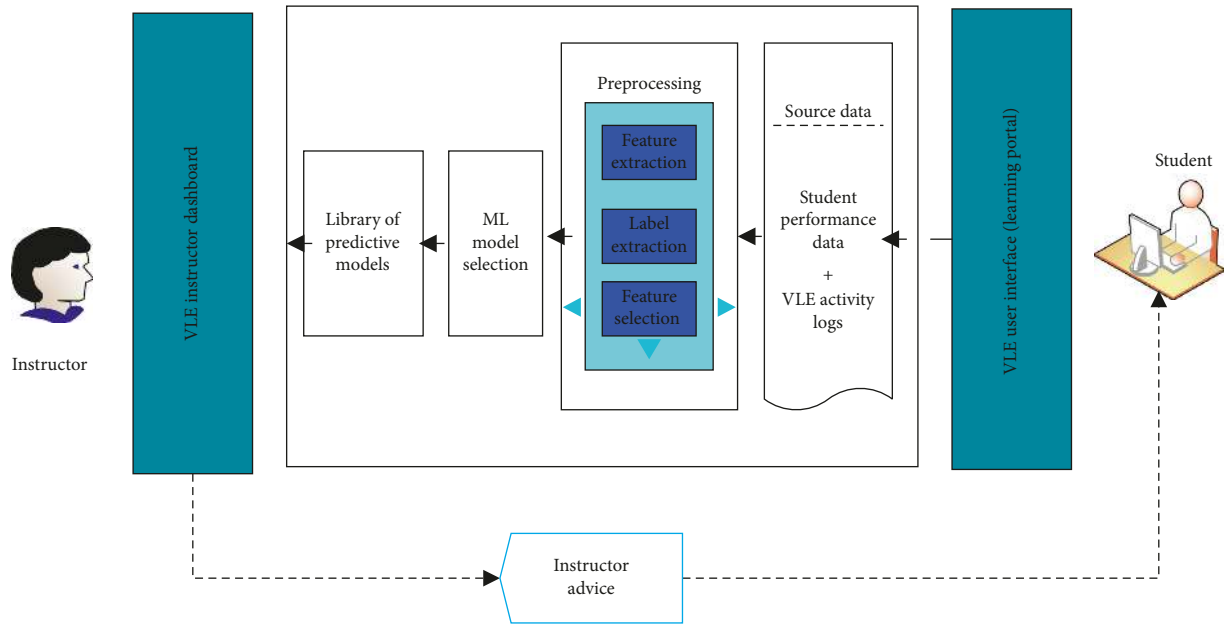 Instructor
VLE instructor dashboard
Library of
predictive
models
ML
model
selection
Preprocessing
Feature
extraction
Label
extraction
Feature
selection
Source data
Student
performance
data
+
VLE activity
logs
VLE user interface (learning portal)
Student
Instructor
advice